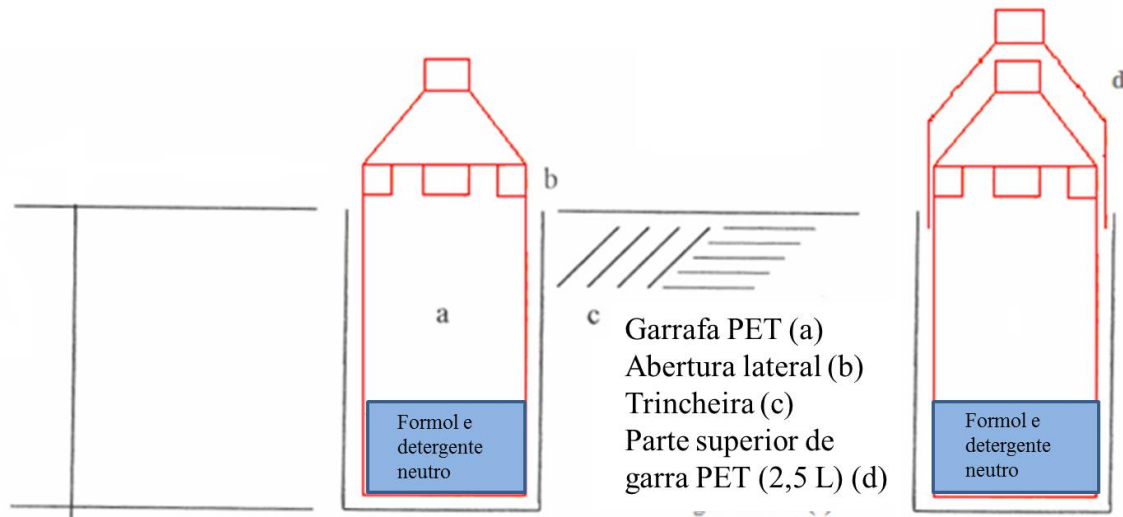 d
b
a
c
Garrafa PET (a)
Abertura lateral (b)
Trincheira (c)
Parte superior de
garra PET (2,5 L) (d)
Formol e
detergente
neutro
Formol e
detergente
neutro